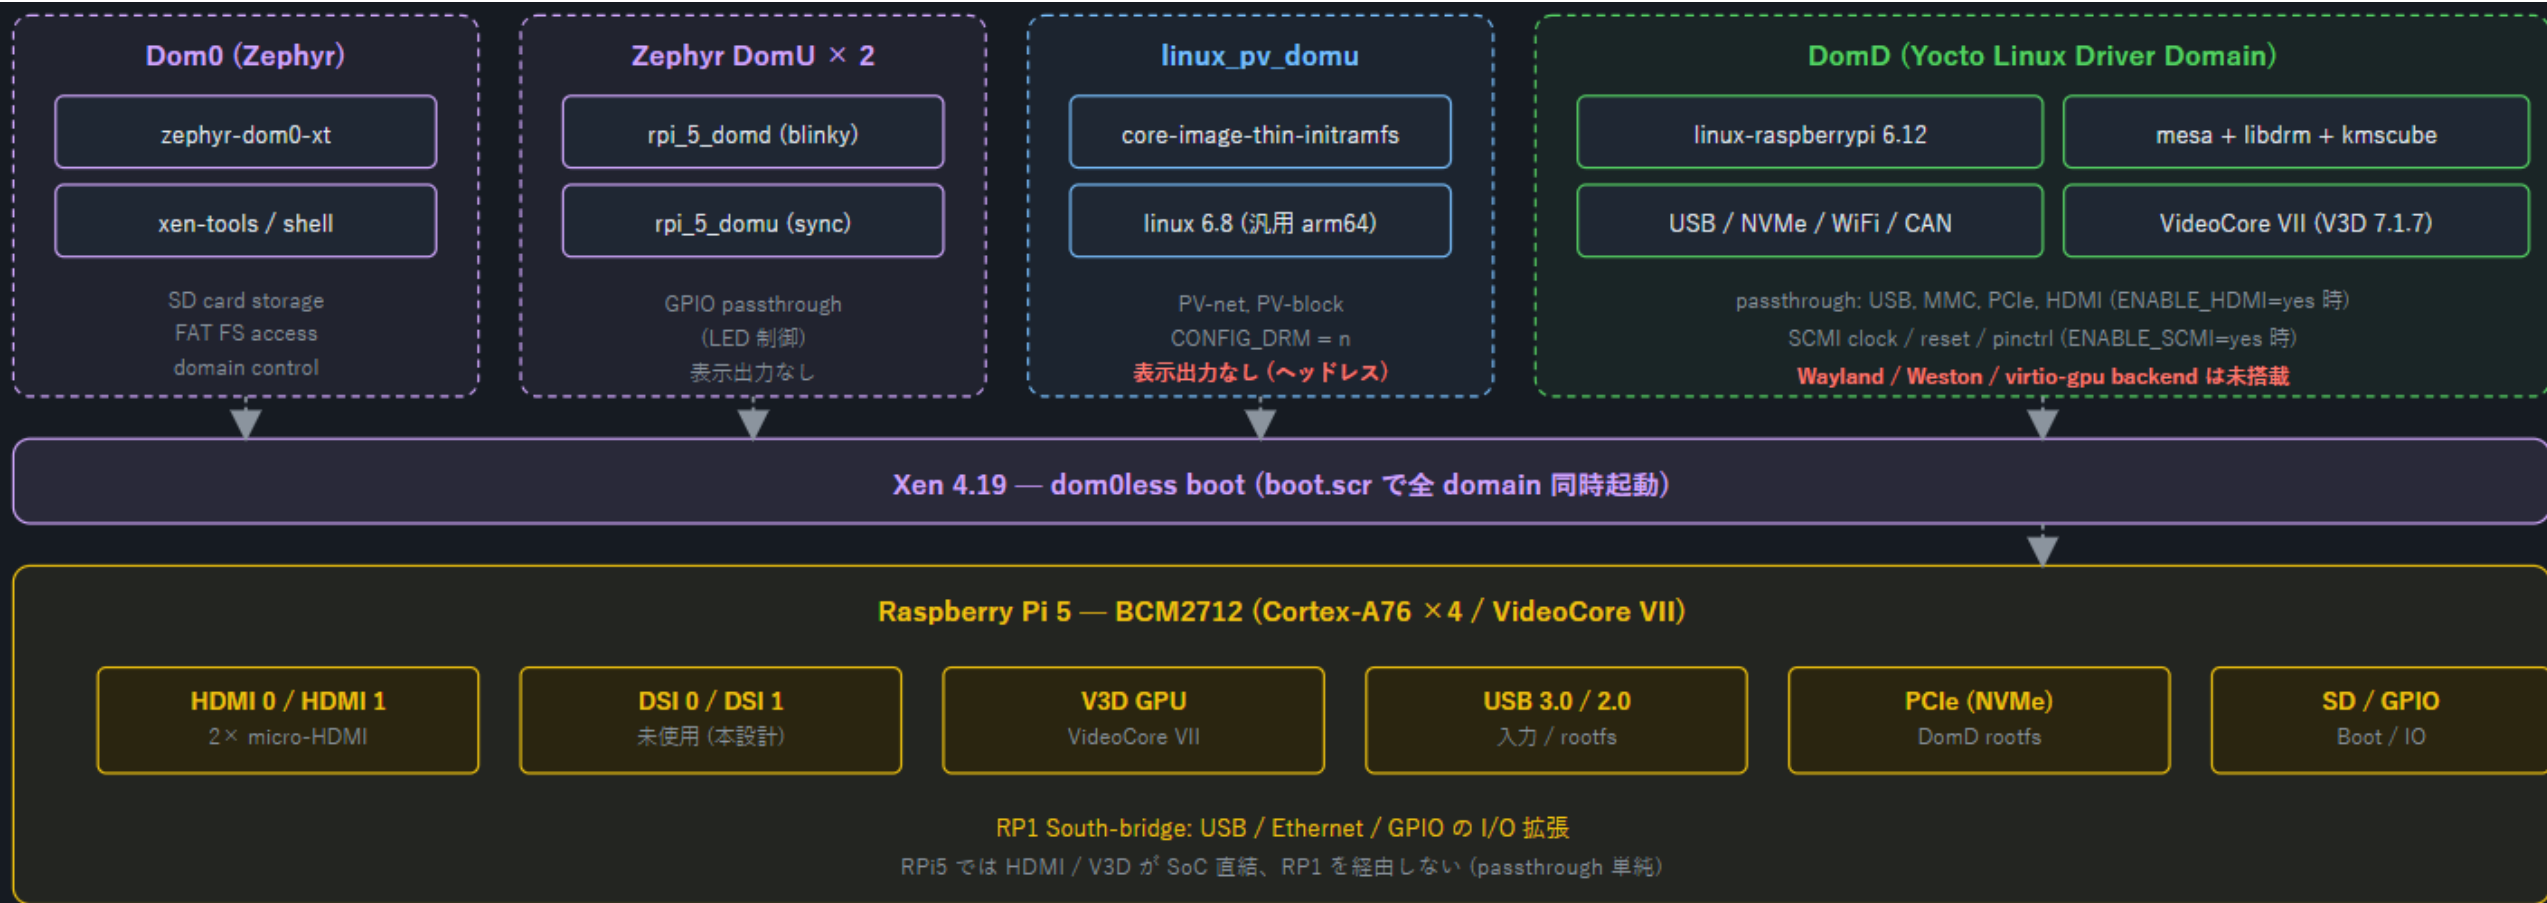 Dom0 (Zephyr)
zephyr-dom0-xt
xen-tools / shell
SD card storage
FAT FS access
domain control
Zephyr DomU × 2
rpi_5_domd (blinky)
rpi_5_domu (sync)
GPIO passthrough
(LED 制御)
表示出力なし
linux_pv_domu
core-image-thin-initramfs
linux 6.8 (汎用 arm64)
PV-net, PV-block
CONFIG_DRM = n
表示出力なし (ヘッドレス)
DomD (Yocto Linux Driver Domain)
linux-raspberrypi 6.12
mesa + libdrm + kmscube
USB / NVMe / WiFi / CAN
VideoCore VII (V3D 7.1.7)
passthrough: USB, MMC, PCIe, HDMI (ENABLE_HDMI=yes 時)
SCMI clock / reset / pinctrl (ENABLE_SCMI=yes 時)
Wayland / Weston / virtio-gpu backend は未搭載
Xen 4.19 — dom0less boot (boot.scr で全 domain 同時起動)
Raspberry Pi 5 — BCM2712 (Cortex-A76 ×4 / VideoCore VII)
HDMI 0 / HDMI 1
2× micro-HDMI
DSI 0 / DSI 1
未使用 (本設計)
V3D GPU
VideoCore VII
USB 3.0 / 2.0
入力 / rootfs
PCIe (NVMe)
DomD rootfs
SD / GPIO
Boot / IO
RP1 South-bridge: USB / Ethernet / GPIO の I/O 拡張
RPi5 では HDMI / V3D が SoC 直結、RP1 を経由しない (passthrough 単純)